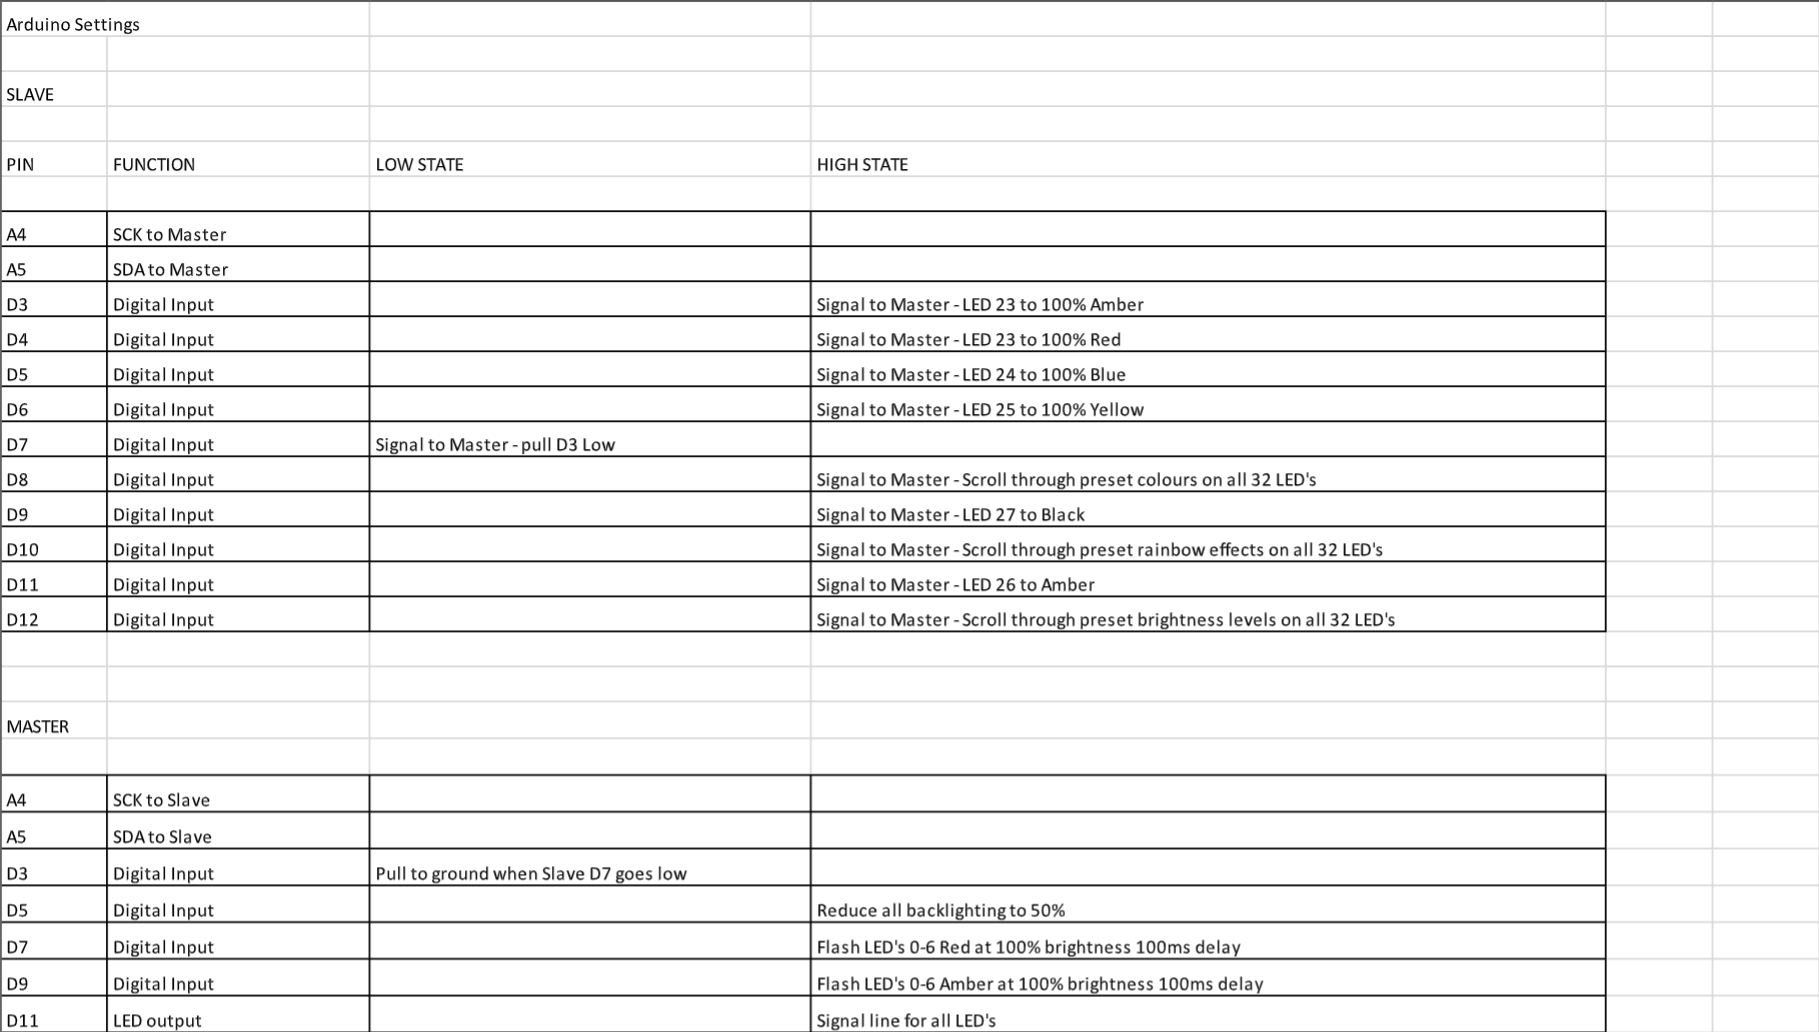 Arduino Settings
SLAVE
PIN FUNCTION LOW STATE HIGH STATE
A4 SCK to Master
A5 SDA to Master
D3 Digital Input Signal to Master - LED 23 to 100% Amber
D4 Digital Input Signal to Master - LED 23 to 100% Red
D5 Digital Input Signal to Master - LED 24 to 100% Blue
D6 Digital Input Signal to Master - LED 25 to 100% Yellow
D7 Digital Input Signal to Master - pull D3 Low
D8 Digital Input Signal to Master - Scroll through preset colours on all 32 LED's
D9 Digital Input Signal to Master - LED 27 to Black
D10 Digital Input Signal to Master - Scroll through preset rainbow effects on all 32 LED's
D11 Digital Input Signal to Master - LED 26 to Amber
D12 Digital Input Signal to Master - Scroll through preset brightness levels on all 32 LED's
MASTER
A4 SCK to Slave
A5 SDA to Slave
D3 Digital Input Pull to ground when Slave D7 goes low
D5 Digital Input Reduce all backlighting to 50%
D7 Digital Input Flash LED's 0-6 Red at 100% brightness 100ms delay
D9 Digital Input Flash LED's 0-6 Amber at 100% brightness 100ms delay
D11 LED output Signal line for all LED's